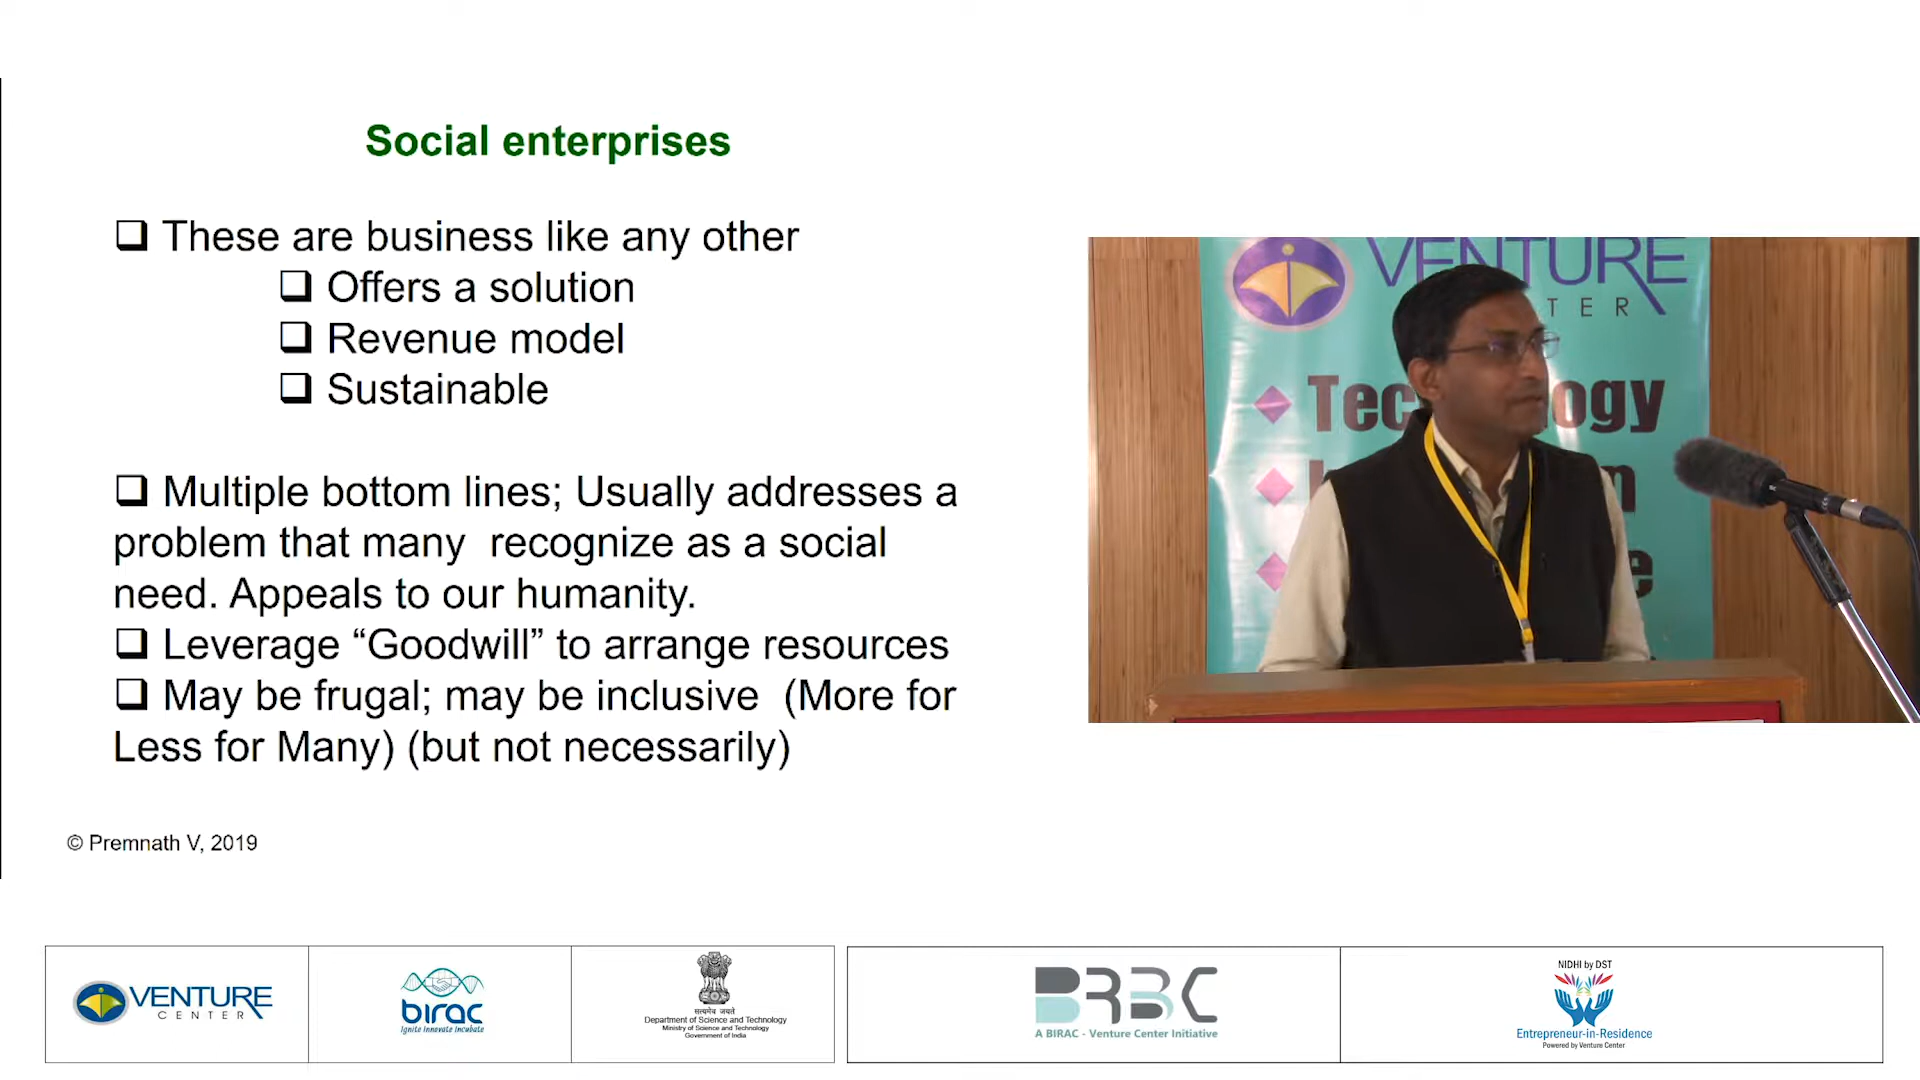 Social enterprises
❑ These are business like any other
❑ Offers a solution
❑ Revenue model
❑ Sustainable
❑ Multiple bottom lines; Usually addresses a
problem that many recognize as a social
need. Appeals to our humanity.
❑ Leverage “Goodwill” to arrange resources
❑ May be frugal; may be inclusive (More for
Less for Many) (but not necessarily)
© Premnath V, 2019
VENTURE
TER
Tec ogy
VENTURE
CENTER
birac
Ignite Innovate Incubate
सत्यमेव जयते
Department of Science and Technology
Ministry of Science and Technology
Government of India
BRBC
A BIRAC - Venture Center Initiative
NIDHI by DST
Entrepreneur-in-Residence
Powered by Venture Center